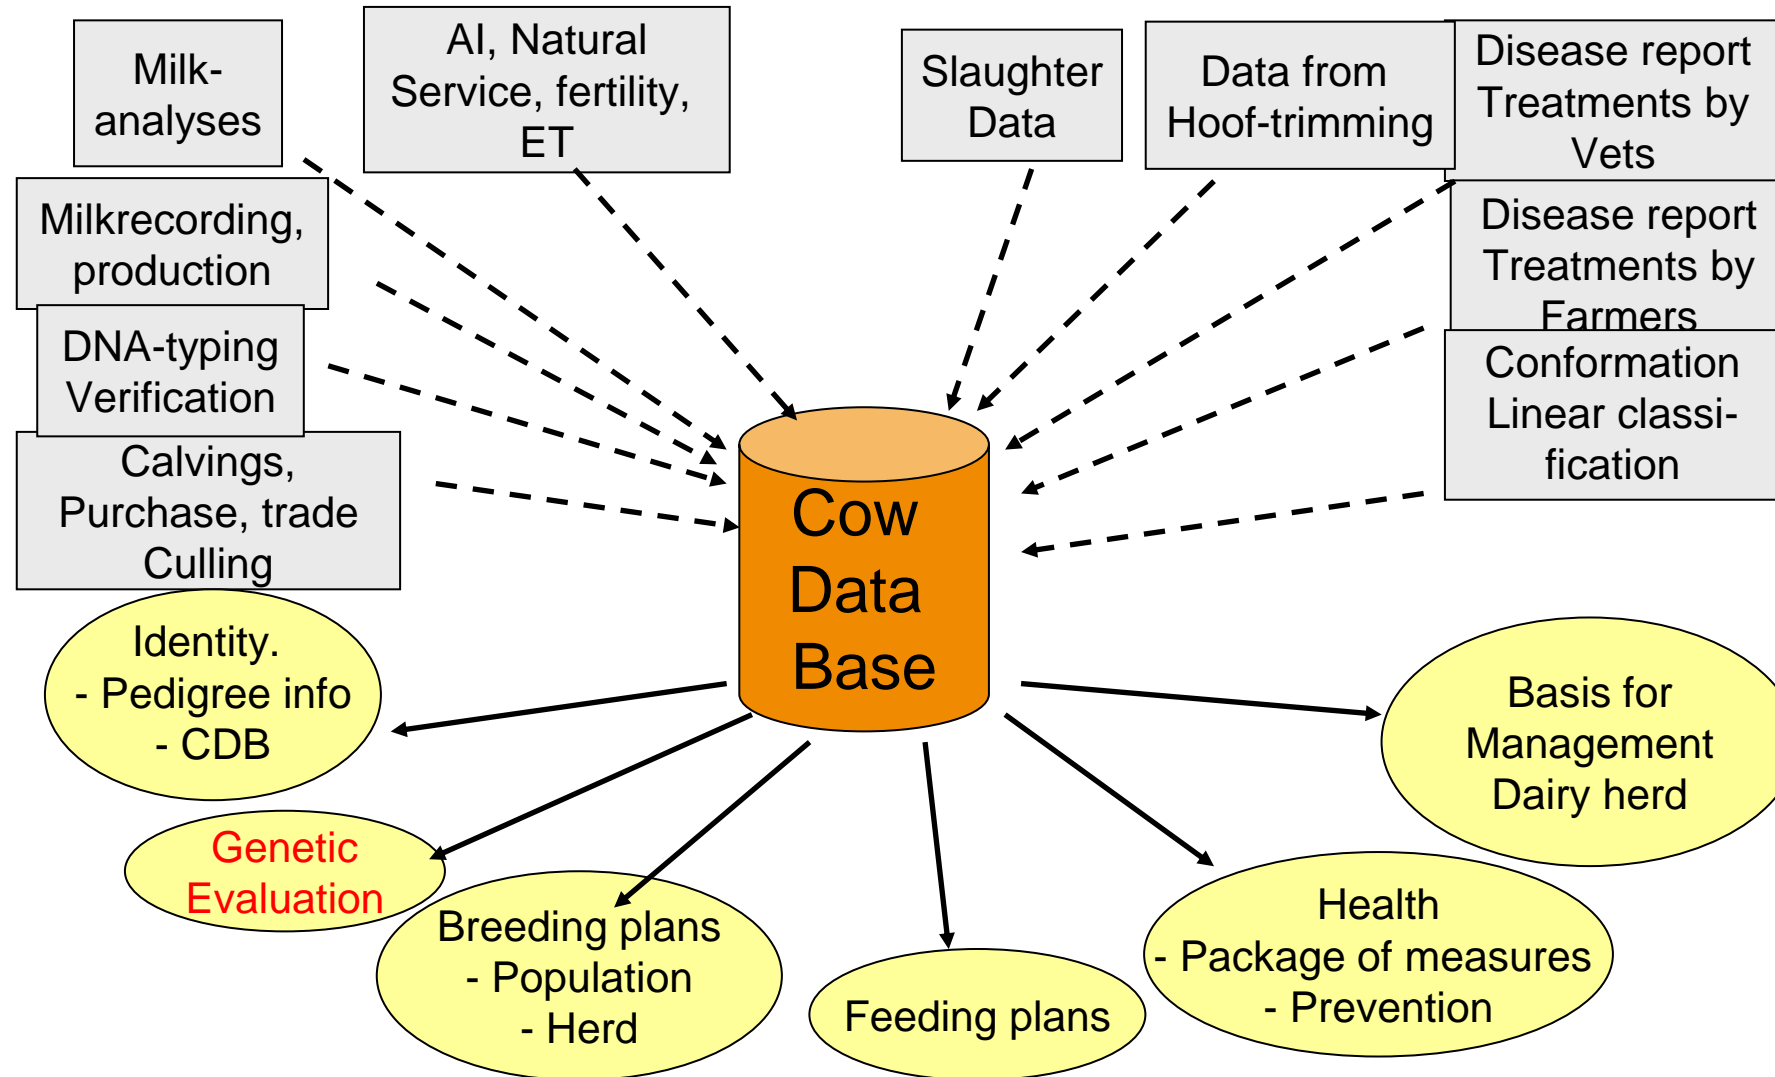 Milk-
analyses
AI, Natural
Service, fertility,
ET
Slaughter
Data
Data from
Hoof-trimming
Disease report
Treatments by
Vets
Milkrecording,
production
Disease report
Treatments by
Farmers
DNA-typing
Verification
Conformation
Linear classi-
fication
Calvings,
Purchase, trade
Culling
Cow
Data
Base
Identity.
- Pedigree info
- CDB
Basis for
Management
Dairy herd
Genetic
Evaluation
Breeding plans
- Population
- Herd
Feeding plans
Health
- Package of measures
- Prevention